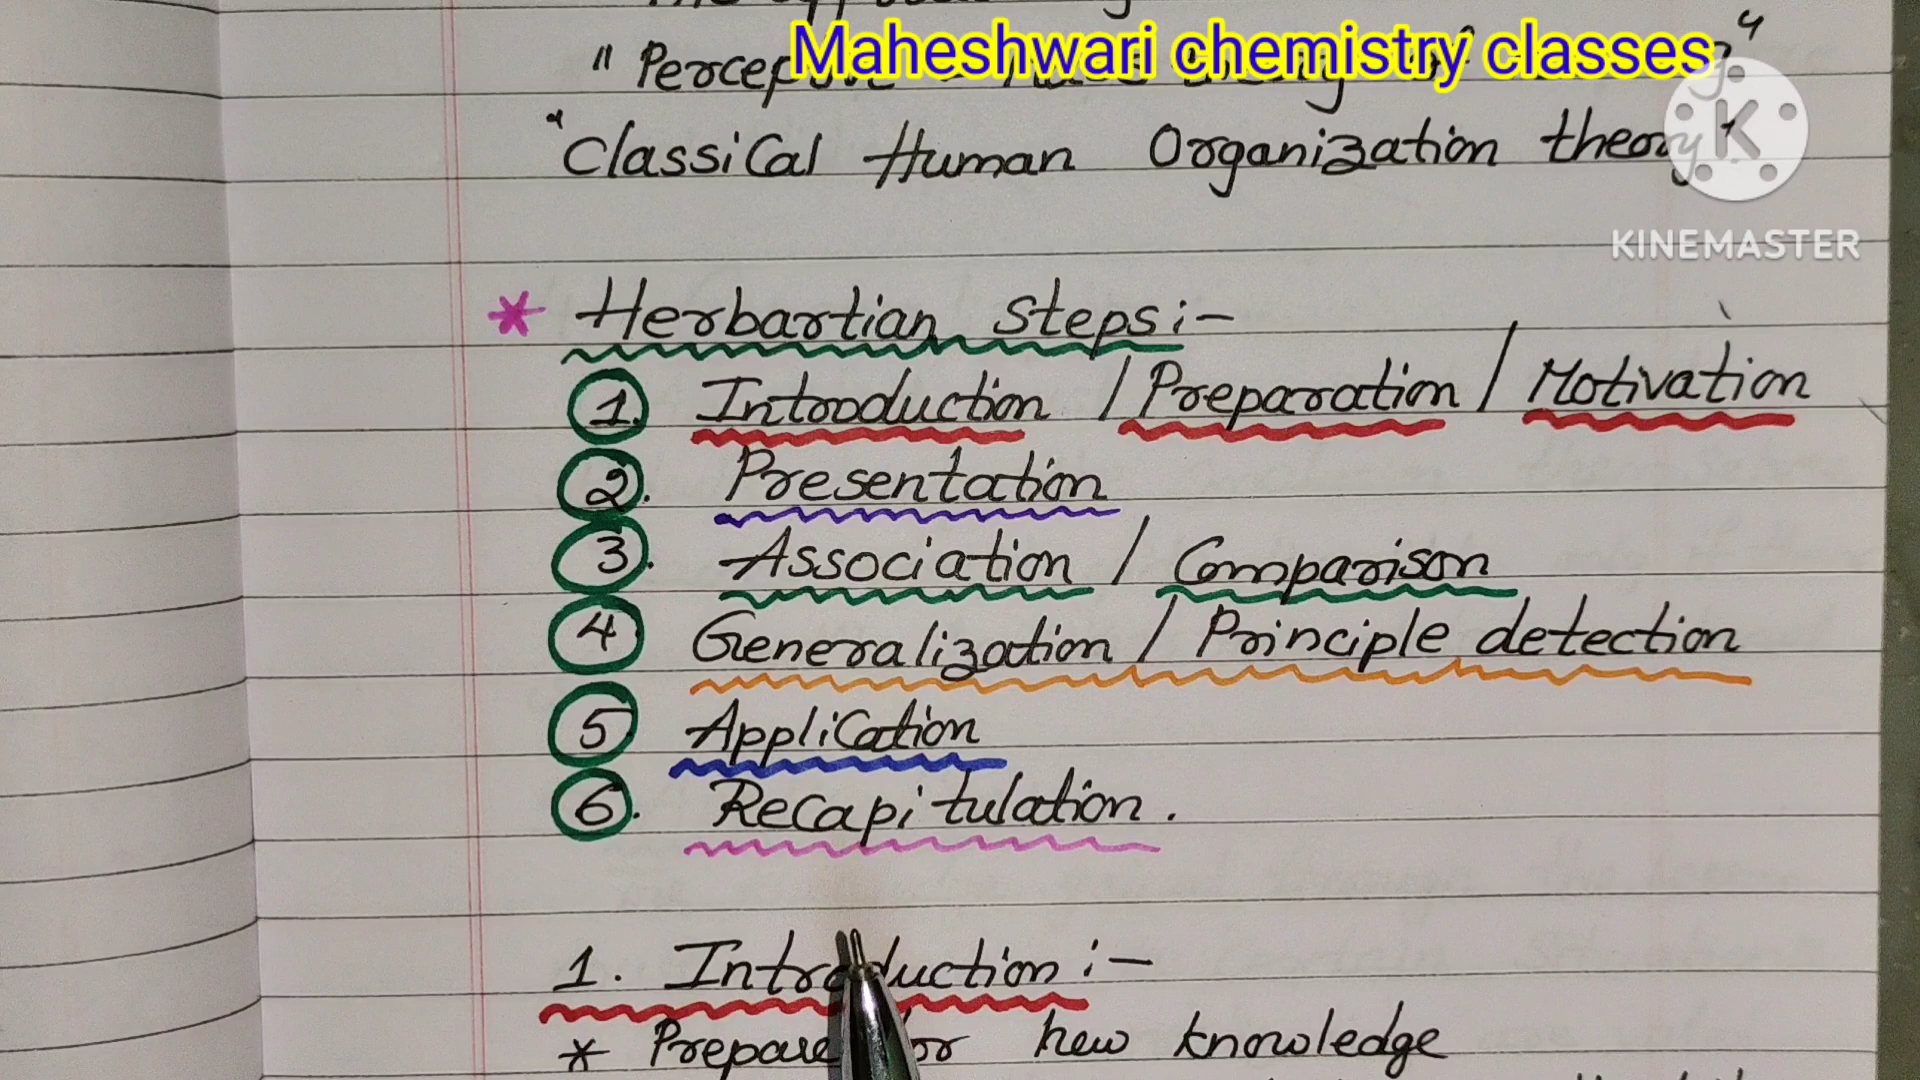 Maheshwari chemistry classes
"
"Classical Human Organization theory"
K
KINEMASTER
* Herbartian steps:-
1. Introduction / Preparation / Motivation
2. Presentation
3. Association / Comparison
4 Generalization / Principle detection
5 Application
6. Recapitulation.
1. Introduction :-
* Prepare for new knowledge